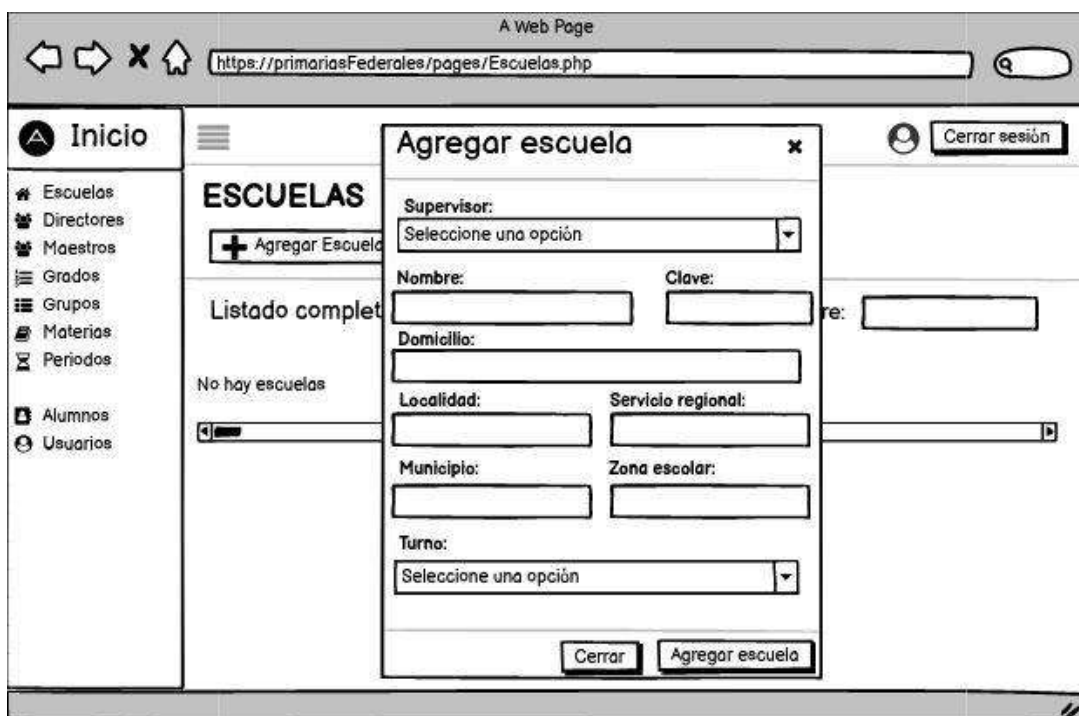 A Web Page
https://primariasFederales/pages/Escuelas.php
Inicio
Cerrar sesión
Escuelas
Directores
Maestros
Grados
Grupos
Materias
Periodos
Alumnos
Usuarios
ESCUELAS
Agregar Escuela
Listado complet
re:
No hay escuelas
Agregar escuela
Supervisor:
Seleccione una opción
Nombre: Clave:
Domicilio:
Localidad: Servicio regional:
Municipio: Zona escolar:
Turno:
Seleccione una opción
Cerrar Agregar escuela